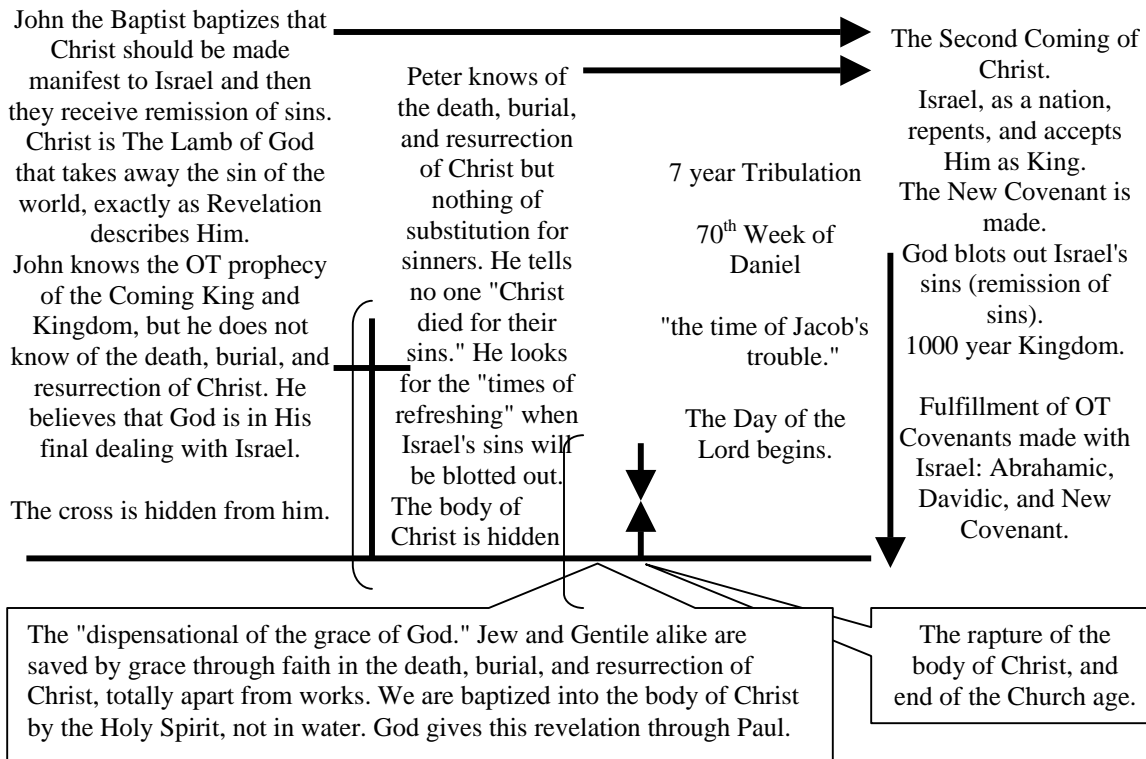 John the Baptist baptizes that
Christ should be made
manifest to Israel and then
they receive remission of sins.
Christ is The Lamb of God
that takes away the sin of the
world, exactly as Revelation
describes Him.
John knows the OT prophecy
of the Coming King and
Kingdom, but he does not
know of the death, burial, and
resurrection of Christ. He
believes that God is in His
final dealing with Israel.
The cross is hidden from him.
Peter knows of
the death, burial,
and resurrection
of Christ but
nothing of
substitution for
sinners. He tells
no one "Christ
died for their
sins." He looks
for the "times of
refreshing" when
Israel's sins will
be blotted out.
The body of
Christ is hidden
7 year Tribulation
70th Week of
Daniel
"the time of Jacob's
trouble."
The Day of the
Lord begins.
The Second Coming of
Christ.
Israel, as a nation,
repents, and accepts
Him as King.
The New Covenant is
made.
God blots out Israel's
sins (remission of
sins).
1000 year Kingdom.
Fulfillment of OT
Covenants made with
Israel: Abrahamic,
Davidic, and New
Covenant.
The "dispensational of the grace of God." Jew and Gentile alike are
saved by grace through faith in the death, burial, and resurrection of
Christ, totally apart from works. We are baptized into the body of Christ
by the Holy Spirit, not in water. God gives this revelation through Paul.
The rapture of the
body of Christ, and
end of the Church age.